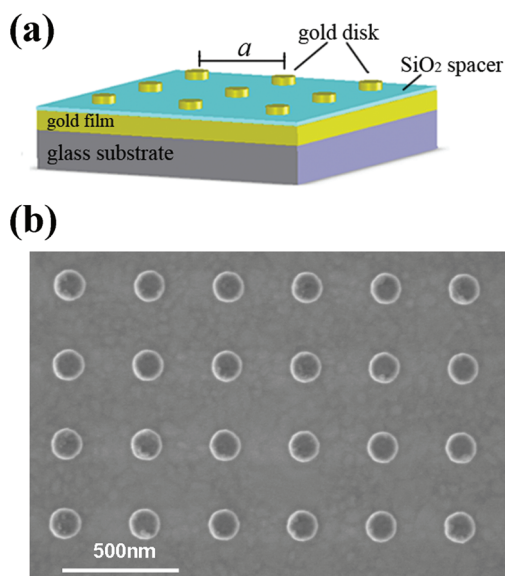 (a)
a
gold disk
SiO₂ spacer
gold film
glass substrate
(b)
500nm